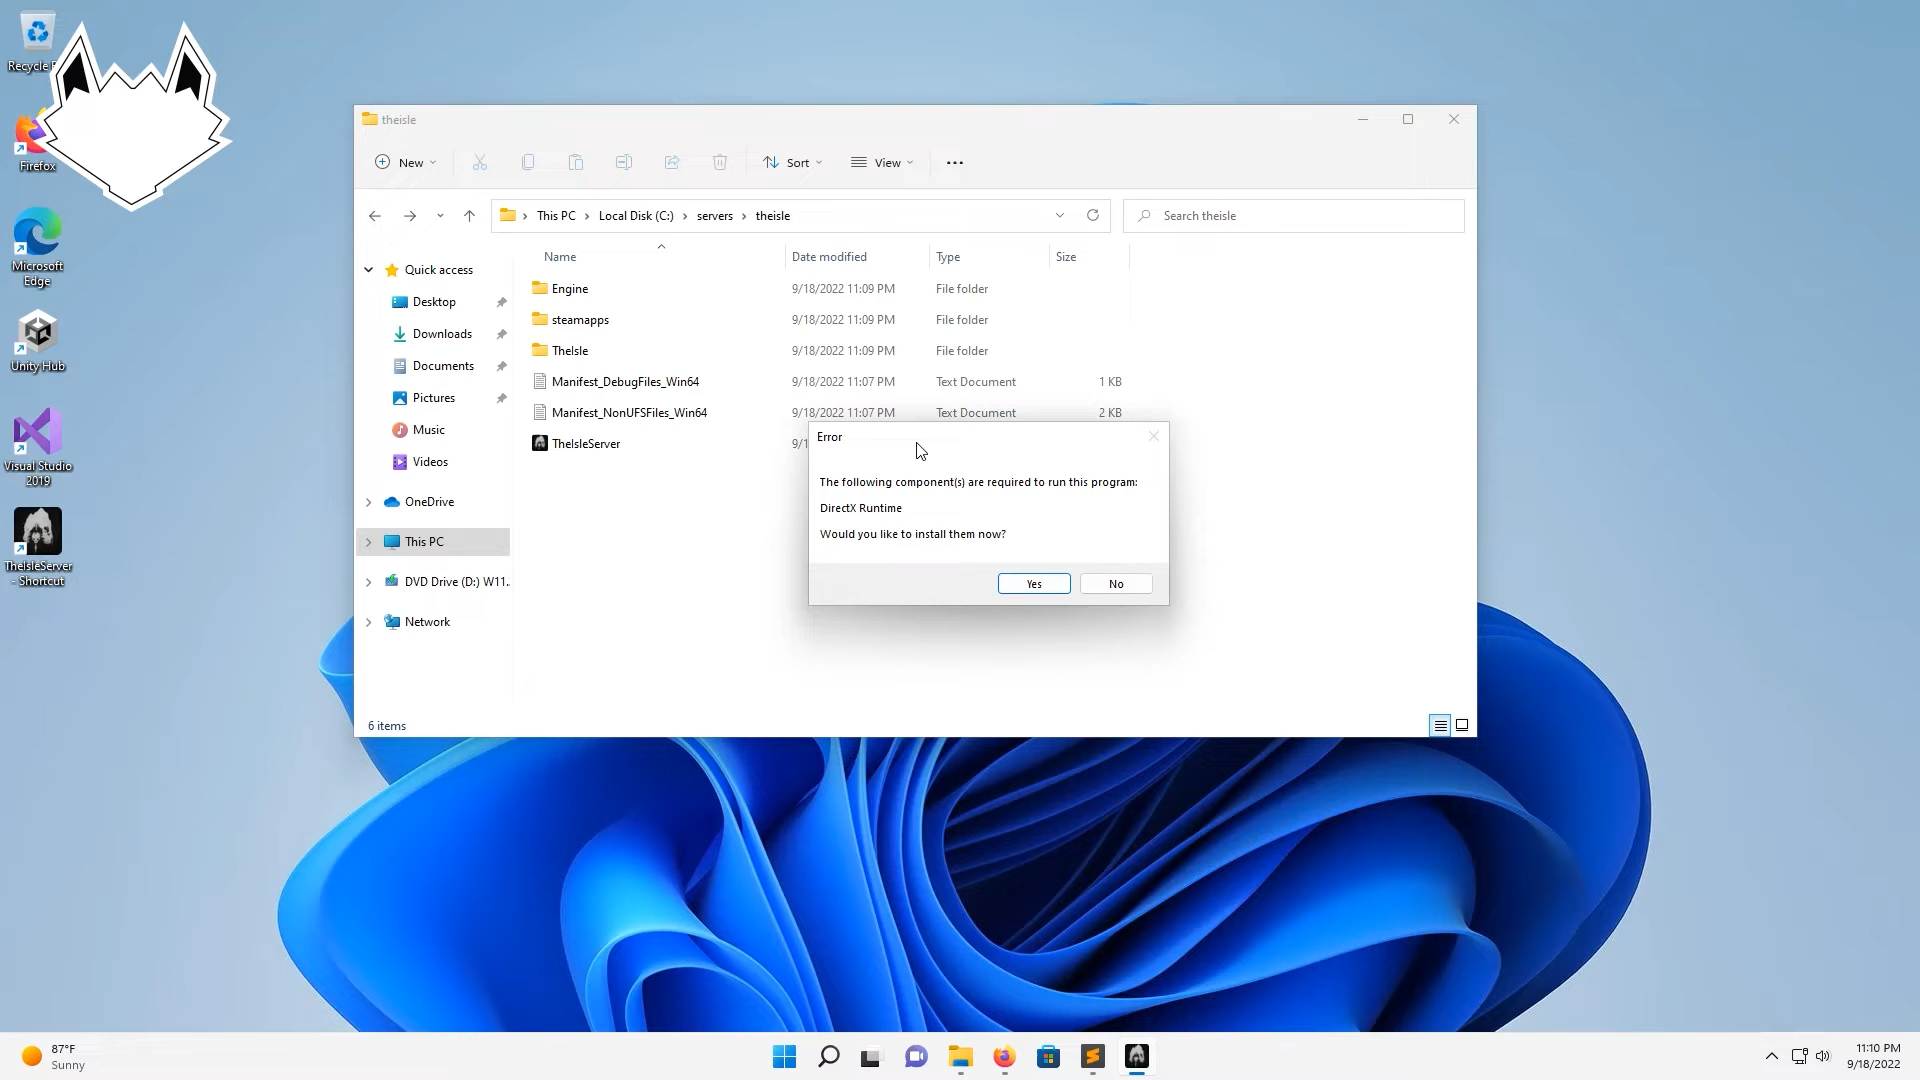 Recycle
Firefox
Microsoft
Edge
Unity Hub
Visual Studio
2019
TheIsleServer
- Shortcut
theisle
New
Sort
View
This PC
Local Disk (C:)
servers
theisle
Search theisle
Name
Date modified
Type
Size
Quick access
Desktop
Downloads
Documents
Pictures
Music
Videos
OneDrive
This PC
DVD Drive (D:) W11.
Network
Engine 9/18/2022 11:09 PM File folder
steamapps 9/18/2022 11:09 PM File folder
TheIsle 9/18/2022 11:09 PM File folder
Manifest_DebugFiles_Win64 9/18/2022 11:07 PM Text Document 1 KB
Manifest_NonUFSFiles_Win64 9/18/2022 11:07 PM Text Document 2 KB
TheIsleServer 9/1
Error
The following component(s) are required to run this program:
DirectX Runtime
Would you like to install them now?
Yes
No
6 items
87°F
Sunny
11:10 PM
9/18/2022